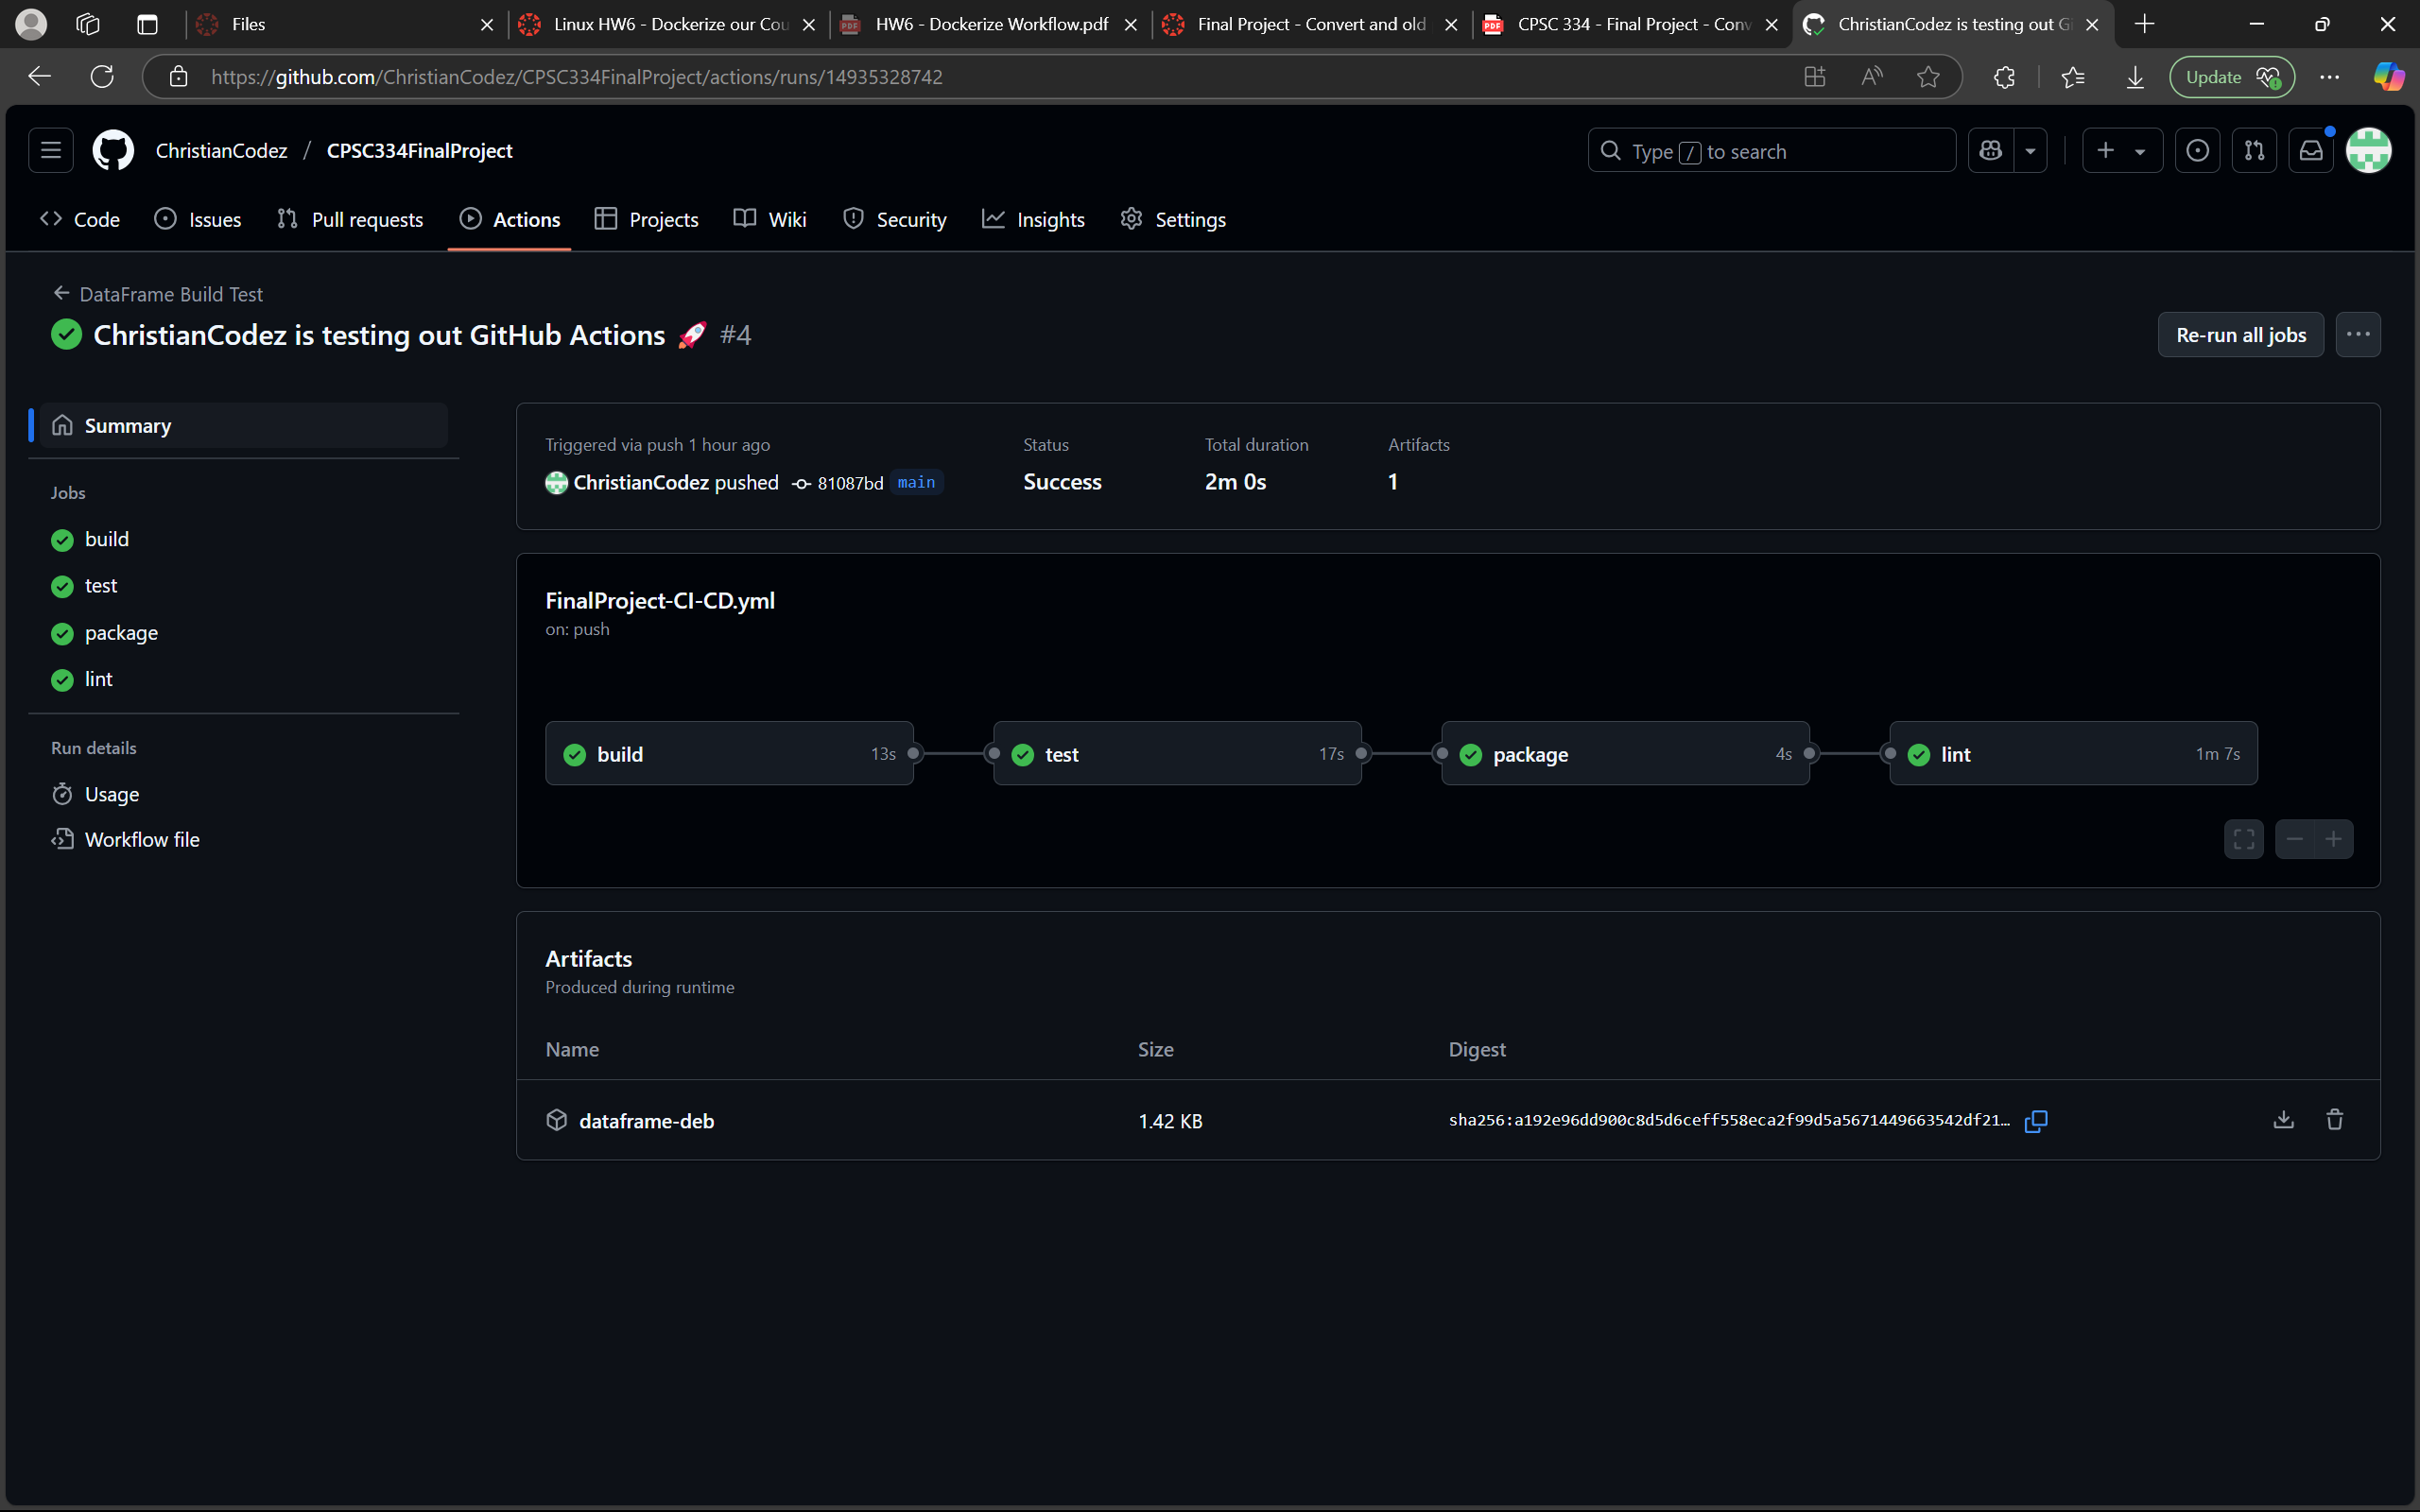 Files
Linux HW6 - Dockerize our Cou
HW6 - Dockerize Workflow.pdf
Final Project - Convert and old
CPSC 334 - Final Project - Conv
ChristianCodez is testing out Gi
https://github.com/ChristianCodez/CPSC334FinalProject/actions/runs/14935328742
Update
ChristianCodez / CPSC334FinalProject
Type / to search
Code
Issues
Pull requests
Actions
Projects
Wiki
Security
Insights
Settings
DataFrame Build Test
ChristianCodez is testing out GitHub Actions 🚀 #4
Re-run all jobs
Summary
Jobs
build
test
package
lint
Run details
Usage
Workflow file
Triggered via push 1 hour ago
Status
Total duration
Artifacts
ChristianCodez pushed 81087bd main
Success
2m 0s
1
FinalProject-CI-CD.yml
on: push
build 13s
test 17s
package 4s
lint 1m 7s
Artifacts
Produced during runtime
Name
Size
Digest
dataframe-deb
1.42 KB
sha256:a192e96dd900c8d5d6ceff558eca2f99d5a5671449663542df21…